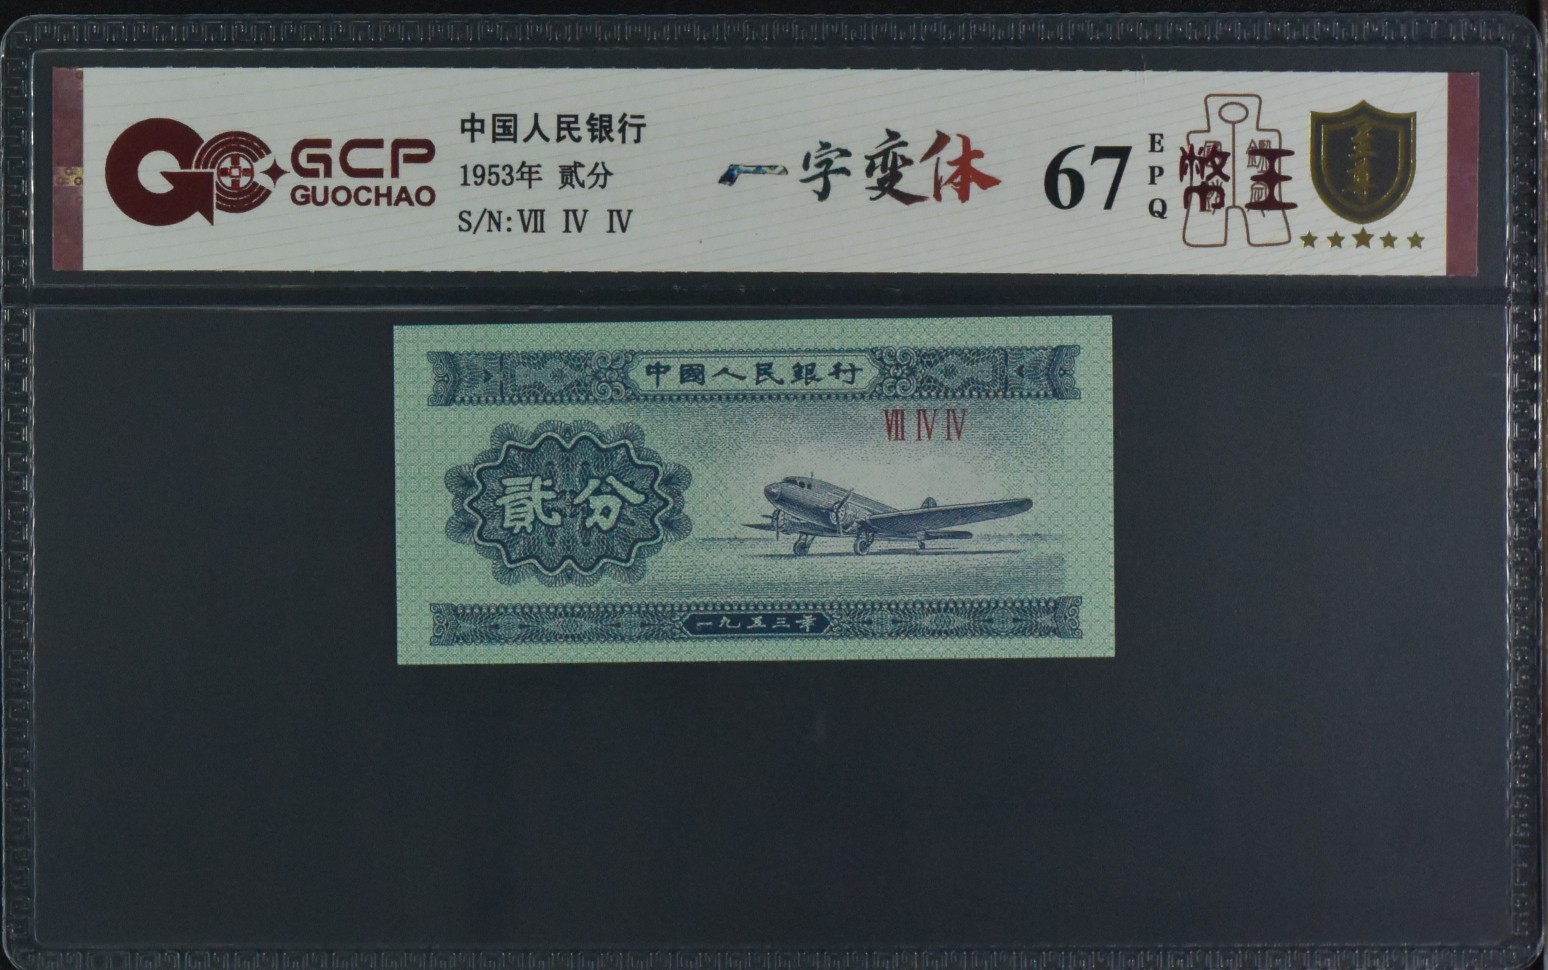 GCP
GUOCHAO
中国人民银行
1953年 贰分
S/N: Ⅶ Ⅳ Ⅳ
一字变体
67
EPQ
至尊
中國人民銀行
Ⅶ Ⅳ Ⅳ
貳分
一九五三年